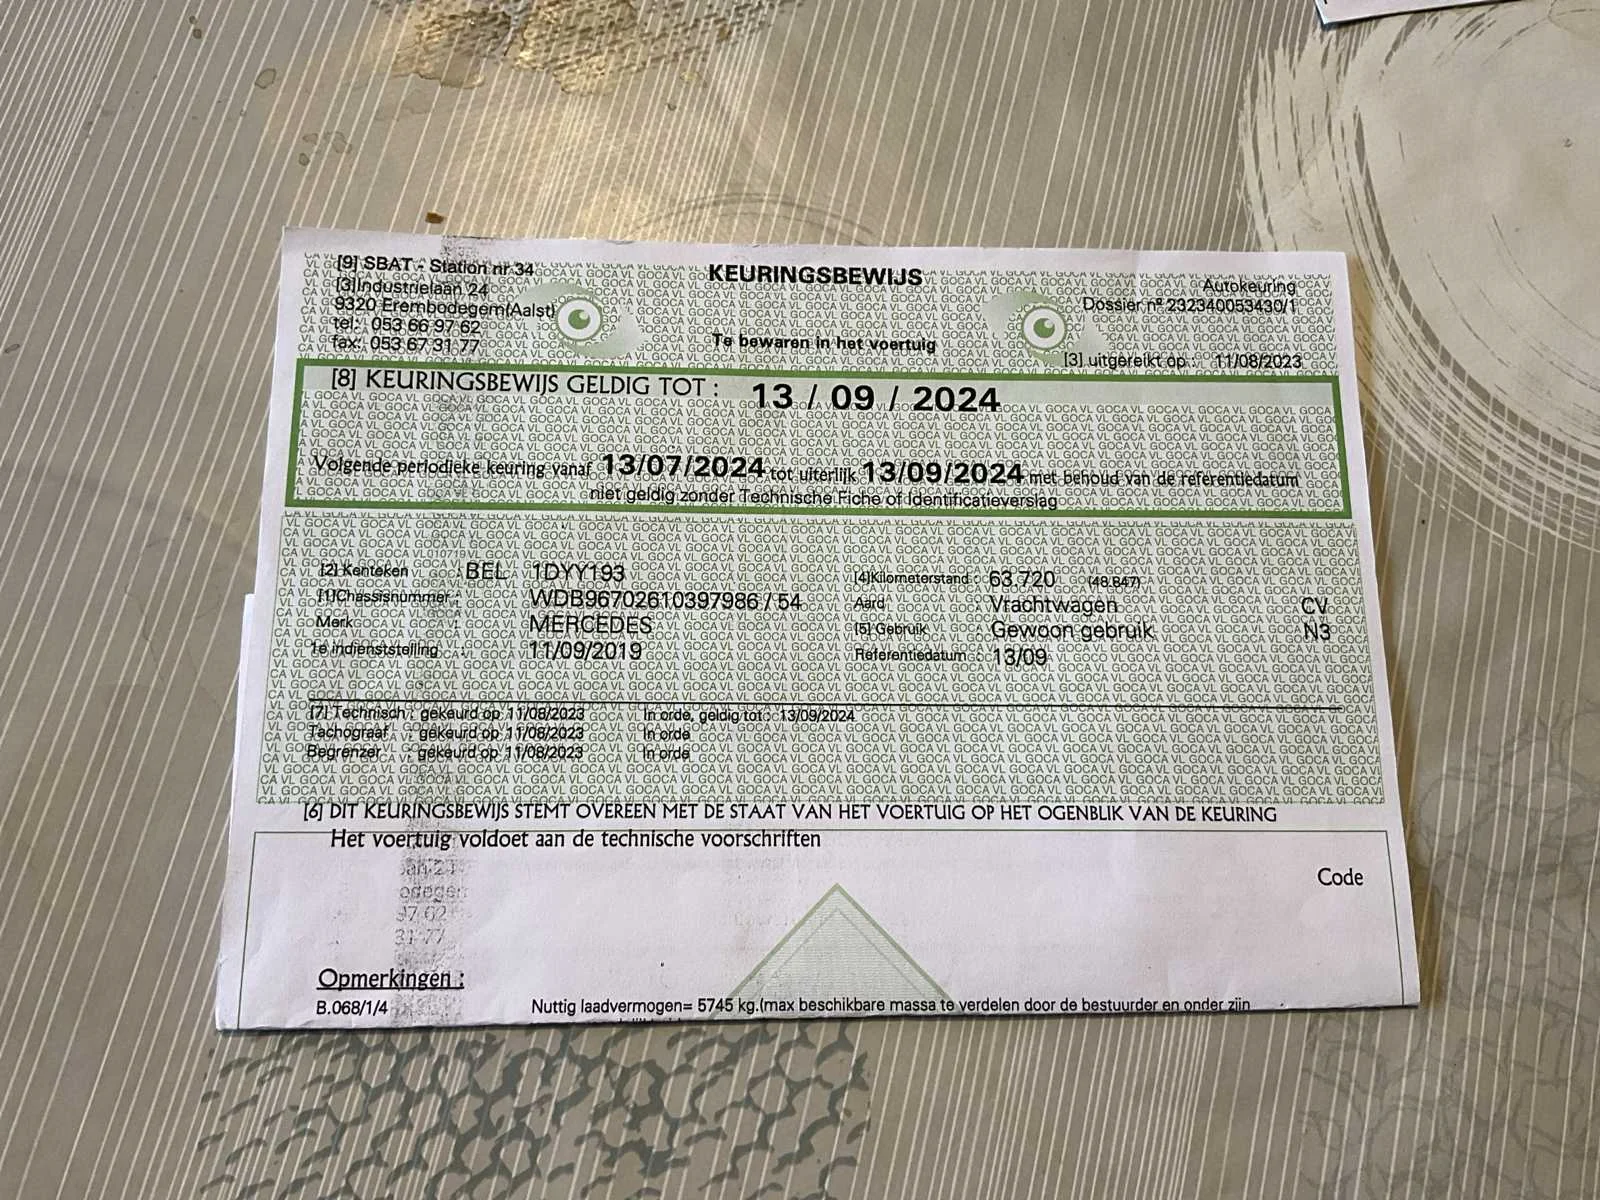 [9] SBAT - Station nr 34
[3] Industrielaan 24
9320 Erembodegem(Aalst)
tel: 053 66 97 62
fax: 053 67 31 77
KEURINGSBEWIJS
Te bewaren in het voertuig
Autokeuring
Dossier nº 232340053430/1
[3] uitgereikt op : 11/08/2023
[8] KEURINGSBEWIJS GELDIG TOT : 13 / 09 / 2024
Volgende periodieke keuring vanaf 13/07/2024 tot uiterlijk 13/09/2024 met behoud van de referentiedatum
niet geldig zonder Technische Fiche of Identificatieverslag
010719
[2] Kenteken : BEL 1DYY193
[1] Chassisnummer : WDB96702610397986 / 54
Merk : MERCEDES
1e indienststelling : 11/09/2019
[4] Kilometerstand : 63.720 (48.847)
Aard : Vrachtwagen CV
[5] Gebruik : Gewoon gebruik N3
Referentiedatum : 13/09
[7] Technisch : gekeurd op 11/08/2023 In orde, geldig tot : 13/09/2024
Tachograaf : gekeurd op 11/08/2023 In orde
Begrenzer : gekeurd op 11/08/2023 In orde
[6] DIT KEURINGSBEWIJS STEMT OVEREEN MET DE STAAT VAN HET VOERTUIG OP HET OGENBLIK VAN DE KEURING
Het voertuig voldoet aan de technische voorschriften
Code
Opmerkingen :
B.068/1/4 Nuttig laadvermogen= 5745 kg.(max beschikbare massa te verdelen door de bestuurder en onder zijn